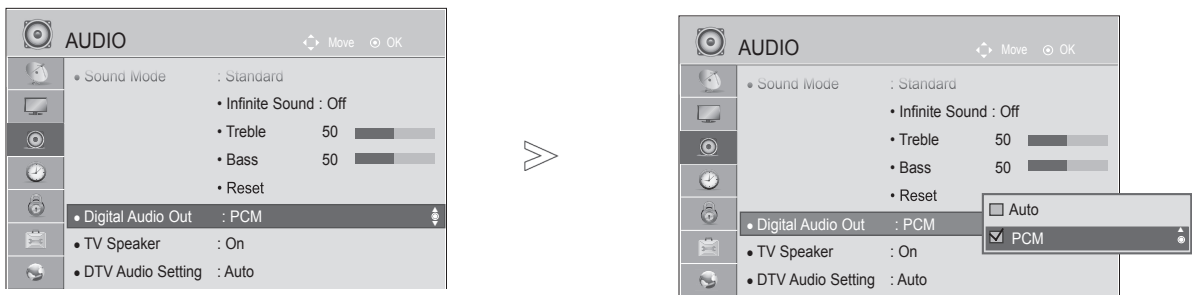 AUDIO
Move OK
• Sound Mode : Standard
• Infinite Sound : Off
• Treble 50
• Bass 50
• Reset
• Digital Audio Out : PCM
• TV Speaker : On
• DTV Audio Setting : Auto
AUDIO
Move OK
• Sound Mode : Standard
• Infinite Sound : Off
• Treble 50
• Bass 50
• Reset
• Digital Audio Out : PCM
• TV Speaker : On
• DTV Audio Setting : Auto
Auto
PCM